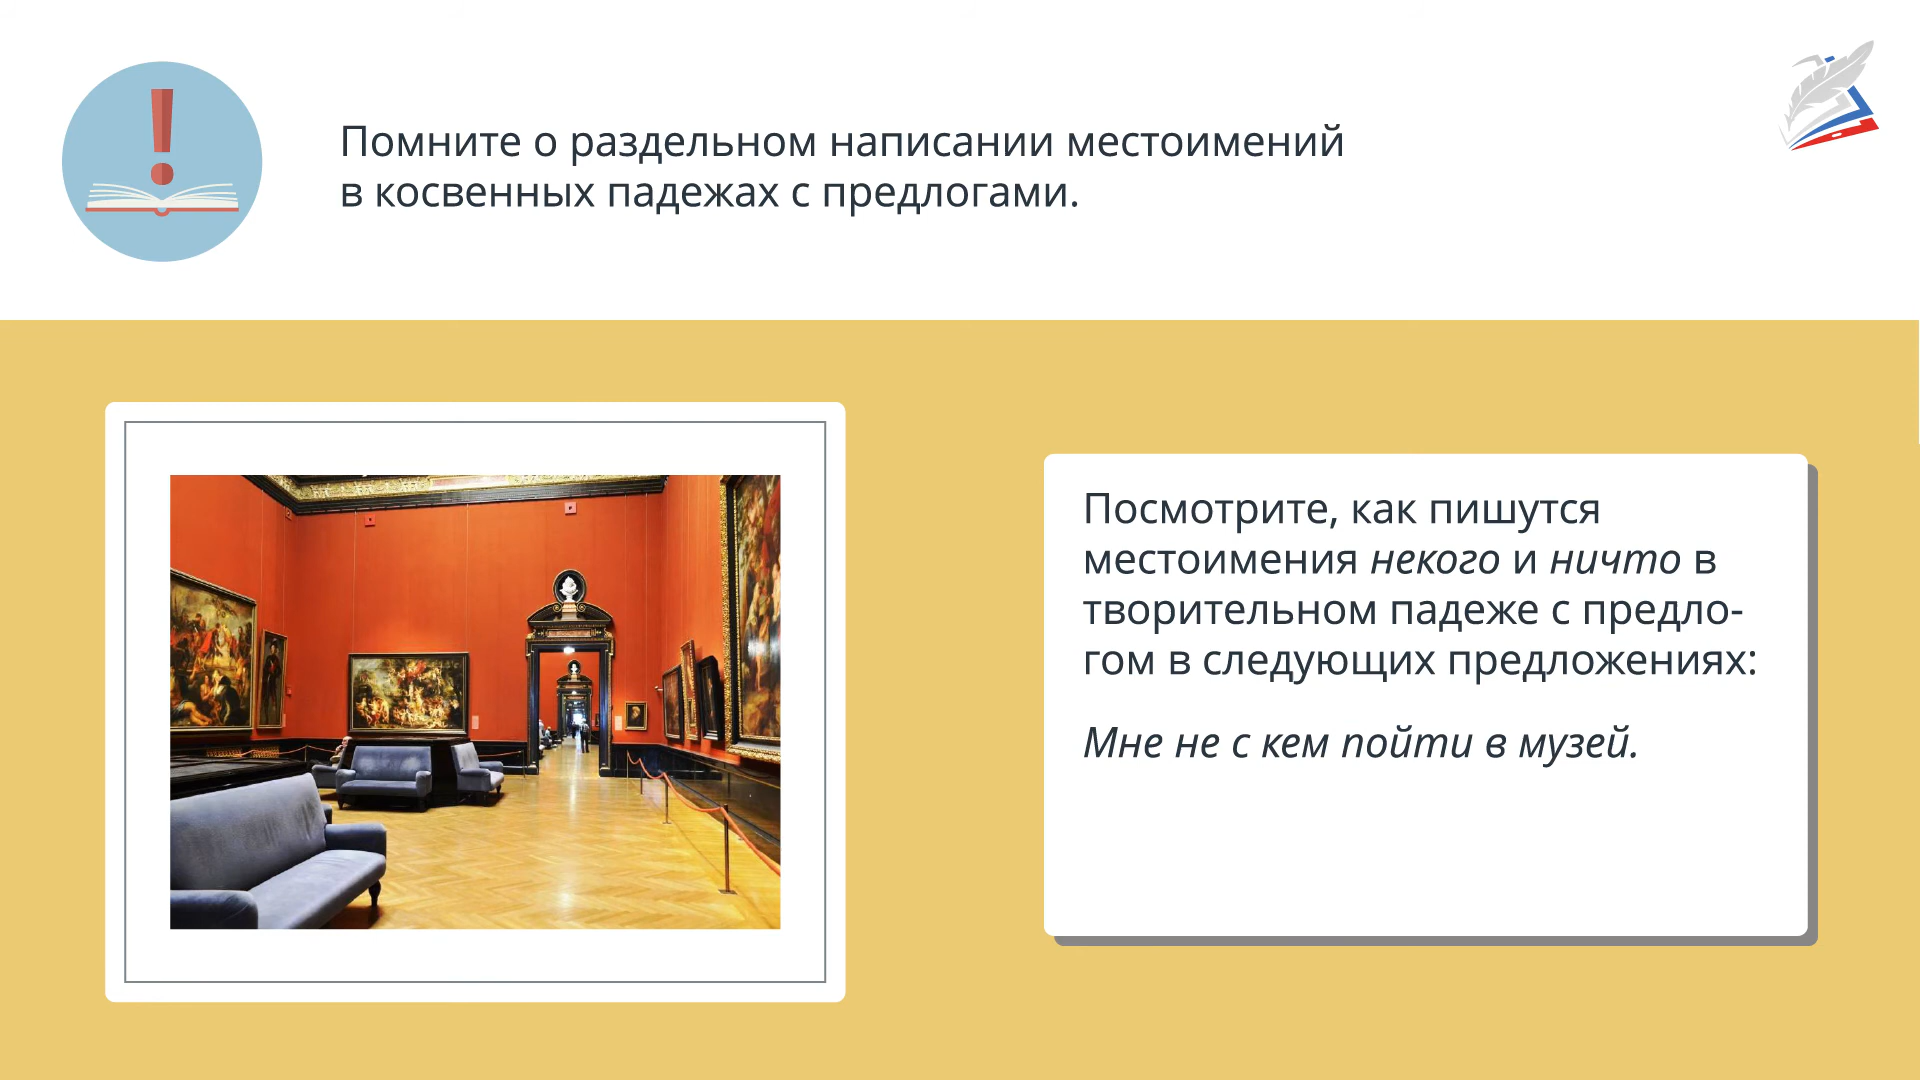 Помните о раздельном написании местоимений
в косвенных падежах с предлогами.
Посмотрите, как пишутся
местоимения некого и ничто в
творительном падеже с предло-
гом в следующих предложениях:
Мне не с кем пойти в музей.